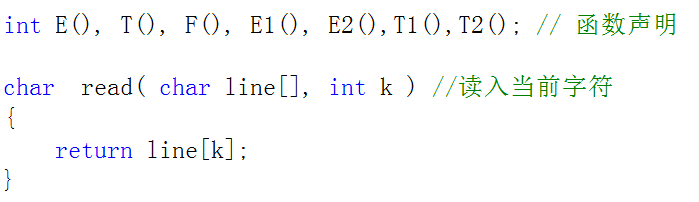 int E(), T(), F(), E1(), E2(),T1(),T2(); // 函数声明
char  read( char line[], int k ) //读入当前字符
{
    return line[k];
}